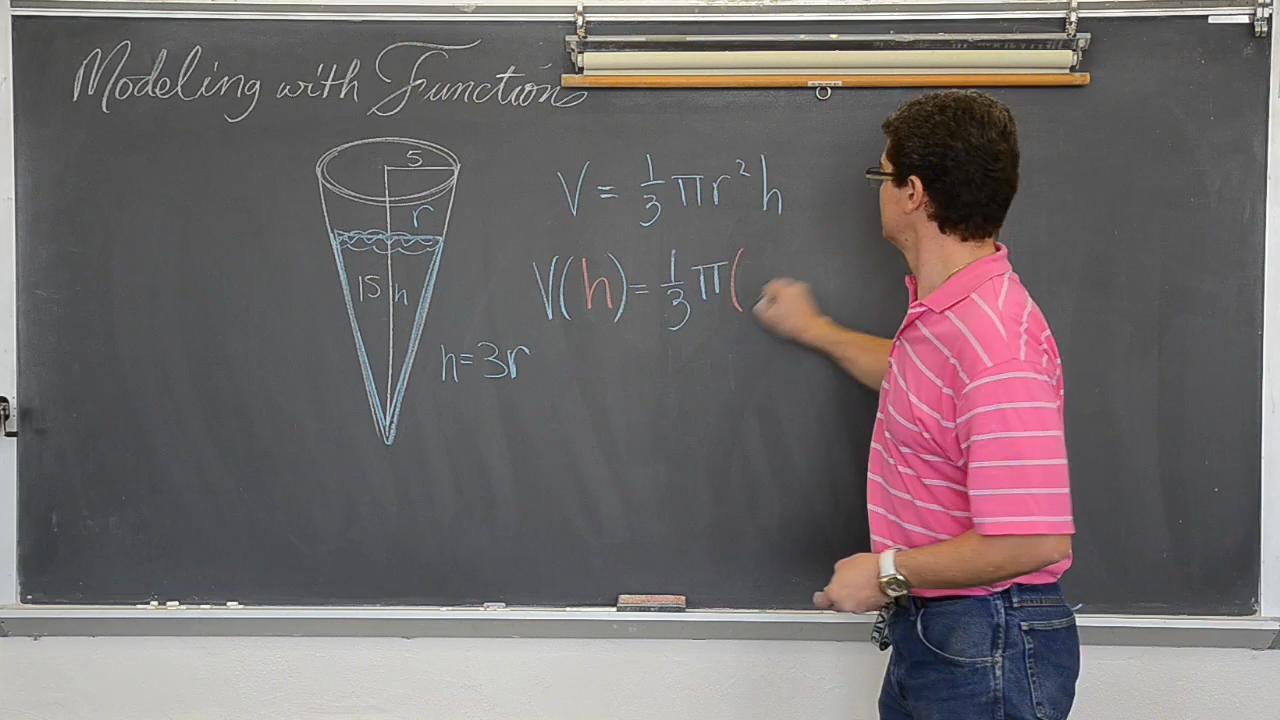 Modeling with Functions
5
r
15 h
h=3r
V = 1/3 πr²h
V(h)= 1/3 π(